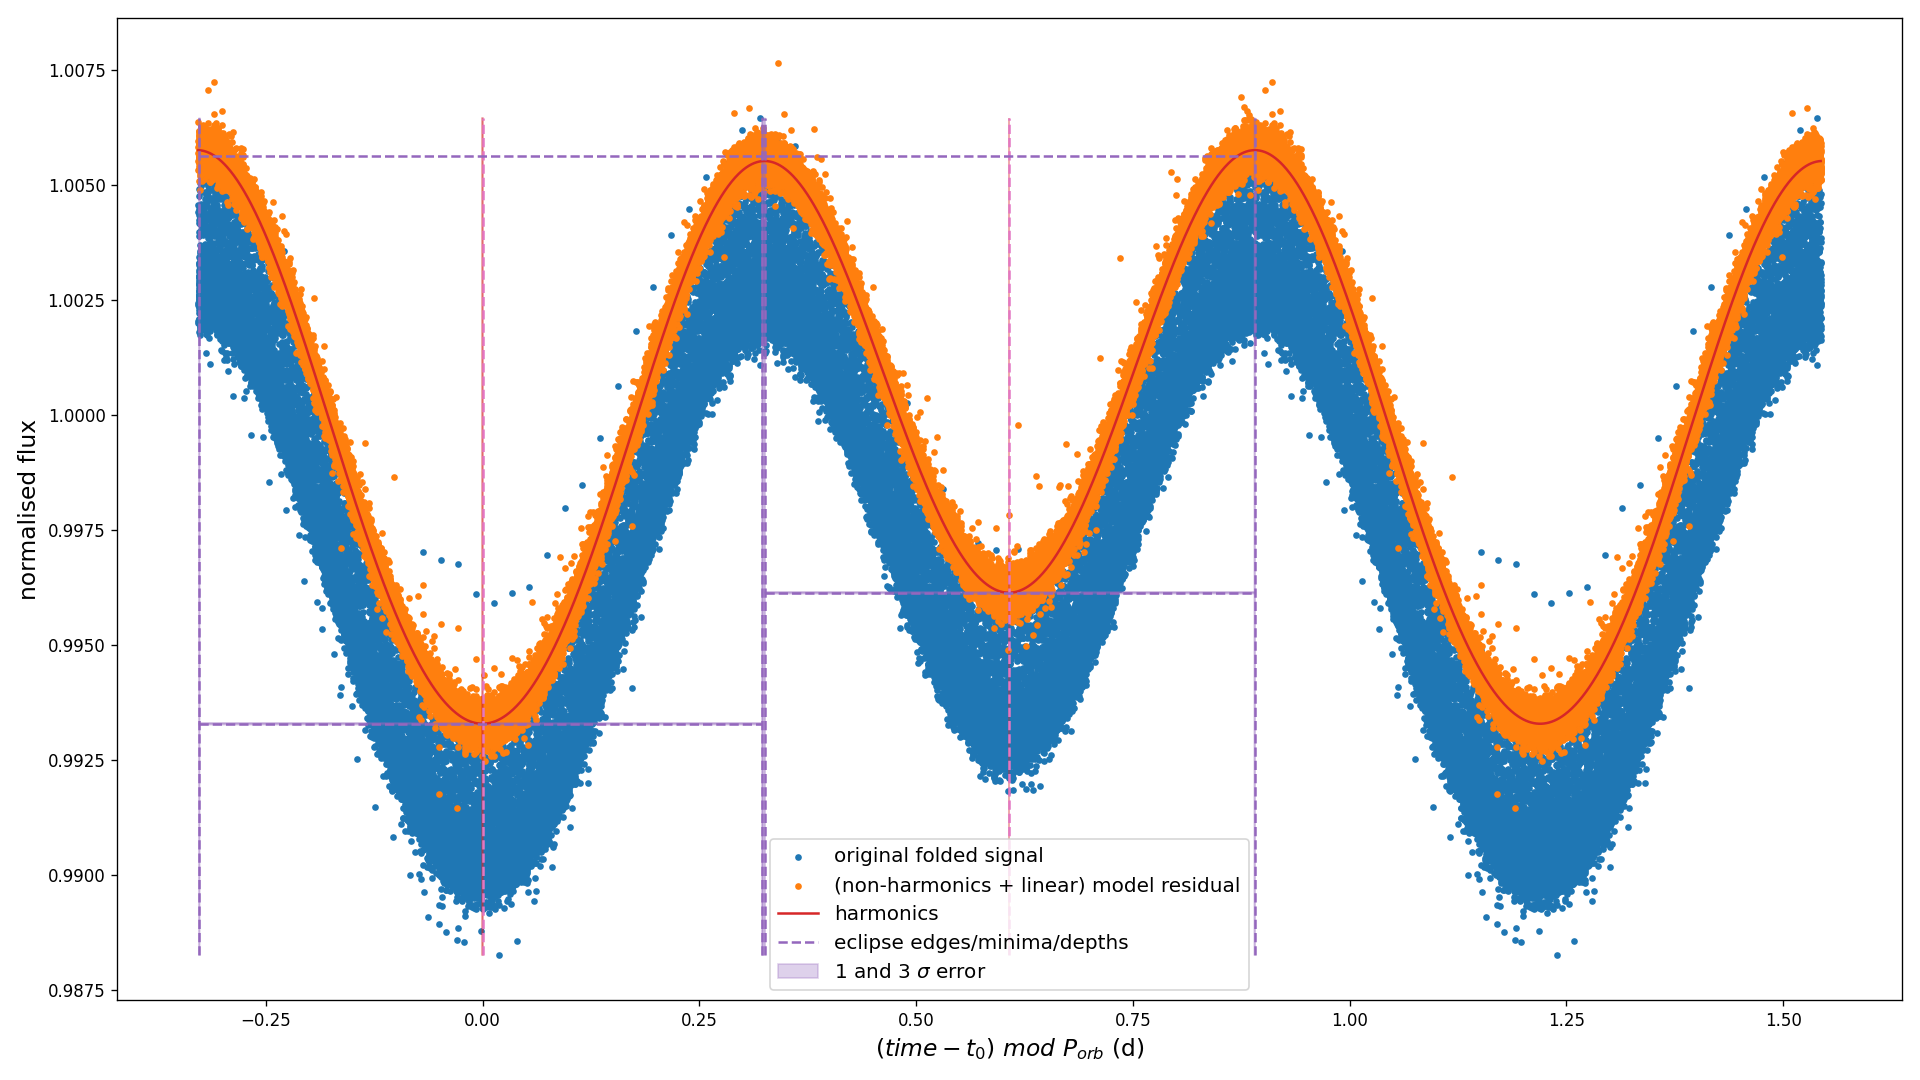 1.0075
1.0050
1.0025
1.0000
0.9975
0.9950
0.9925
0.9900
0.9875
normalised flux
original folded signal
(non-harmonics + linear) model residual
harmonics
eclipse edges/minima/depths
1 and 3 σ error
−0.25 0.00 0.25 0.50 0.75 1.00 1.25 1.50
(time − t₀) mod P_orb (d)